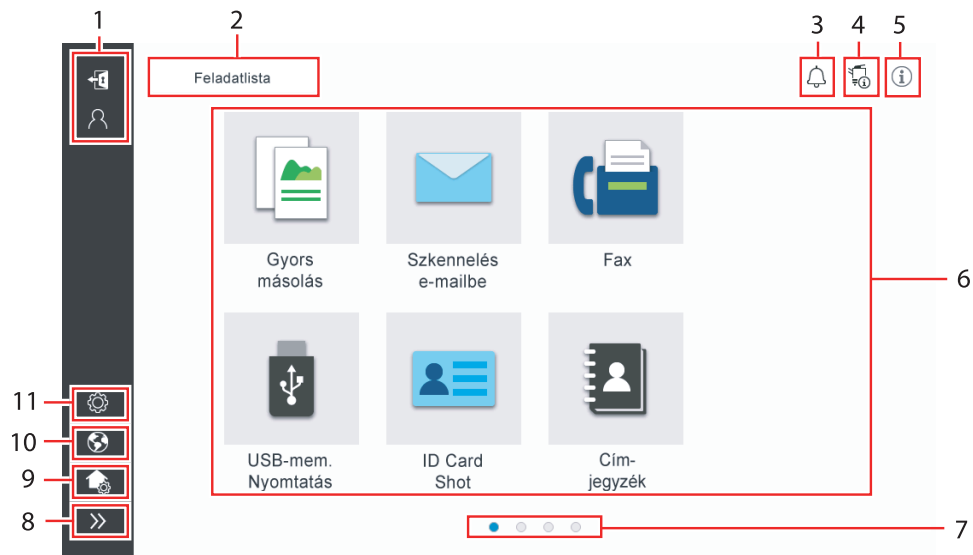 1
2
3
4
5
Feladatlista
Gyors
másolás
Szkennelés
e-mailbe
Fax
6
USB-mem.
Nyomtatás
ID Card
Shot
Cím-
jegyzék
11
10
9
8
7